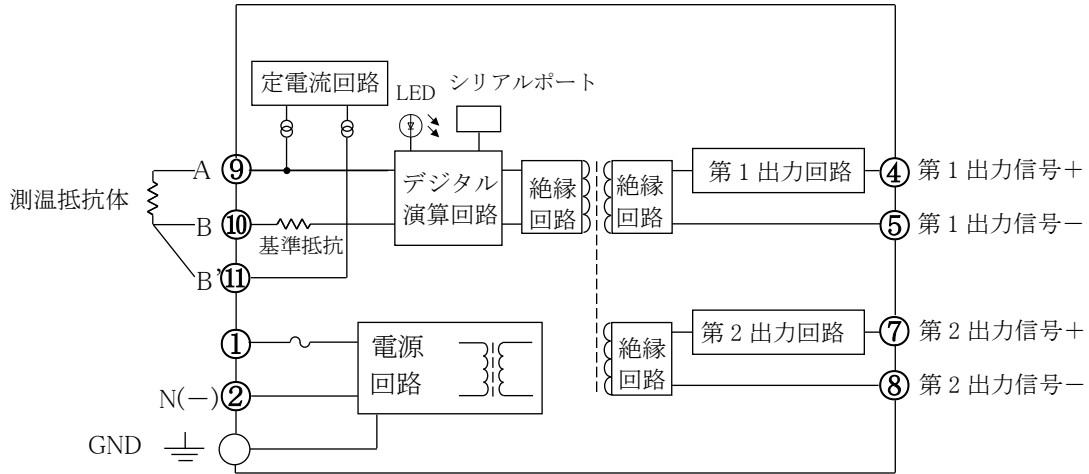 定電流回路
LED
シリアルポート
測温抵抗体
A
⑨
デジタル
演算回路
絶縁
回路
絶縁
回路
第1出力回路
④
第1出力信号+
B
⑩
基準抵抗
⑤
第1出力信号−
B'
⑪
①
電源
回路
絶縁
回路
第2出力回路
⑦
第2出力信号+
N(−)
②
⑧
第2出力信号−
GND